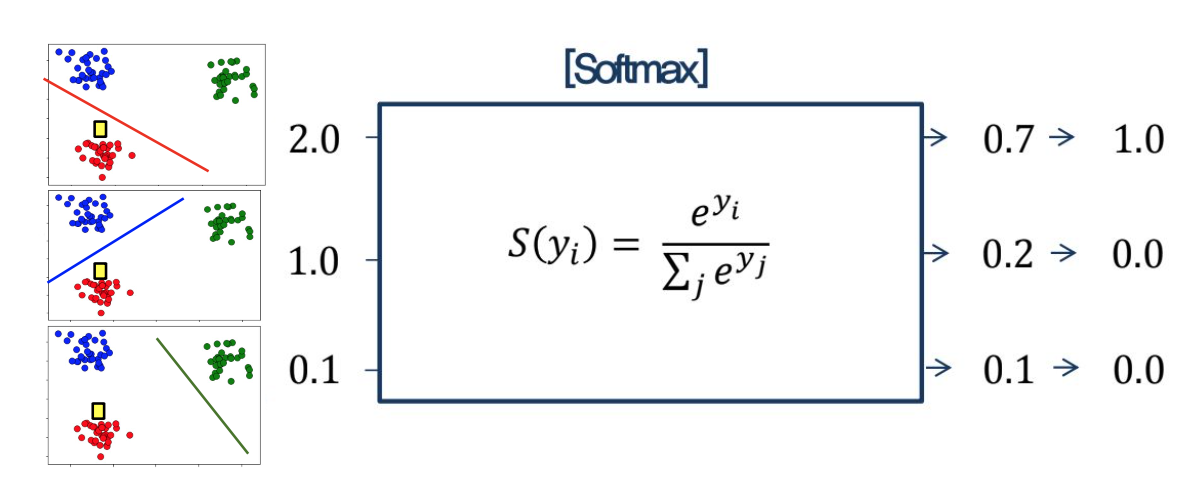 [Softmax]
2.0 → 0.7 → 1.0
S(y_i) = e^{y_i} / ∑_j e^{y_j}
1.0 → 0.2 → 0.0
0.1 → 0.1 → 0.0